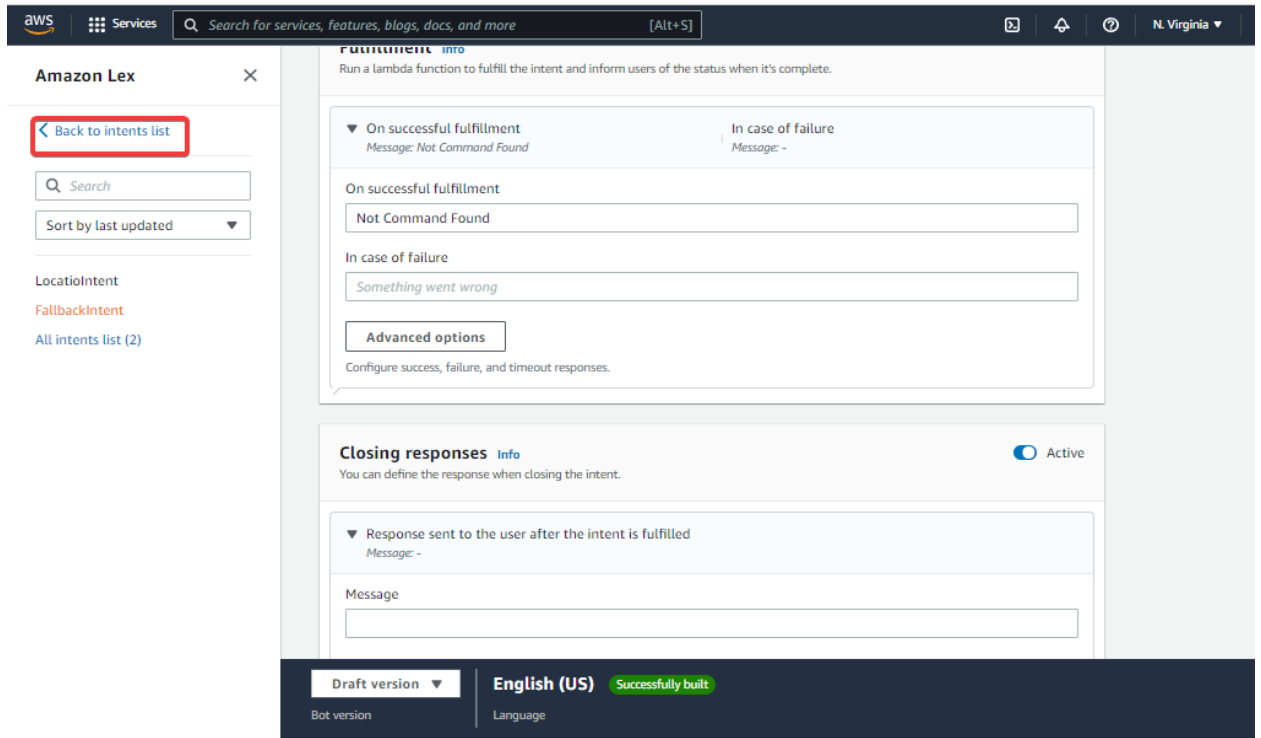 aws
Services
Search for services, features, blogs, docs, and more
[Alt+S]
N. Virginia ▼
Amazon Lex
Back to intents list
Search
Sort by last updated
LocatioIntent
FallbackIntent
All intents list (2)
Fulfillment Info
Run a lambda function to fulfill the intent and inform users of the status when it's complete.
On successful fulfillment
Message: Not Command Found
In case of failure
Message: -
On successful fulfillment
Not Command Found
In case of failure
Something went wrong
Advanced options
Configure success, failure, and timeout responses.
Closing responses Info
Active
You can define the response when closing the intent.
Response sent to the user after the intent is fulfilled
Message: -
Message
Draft version
Bot version
English (US) Successfully built
Language